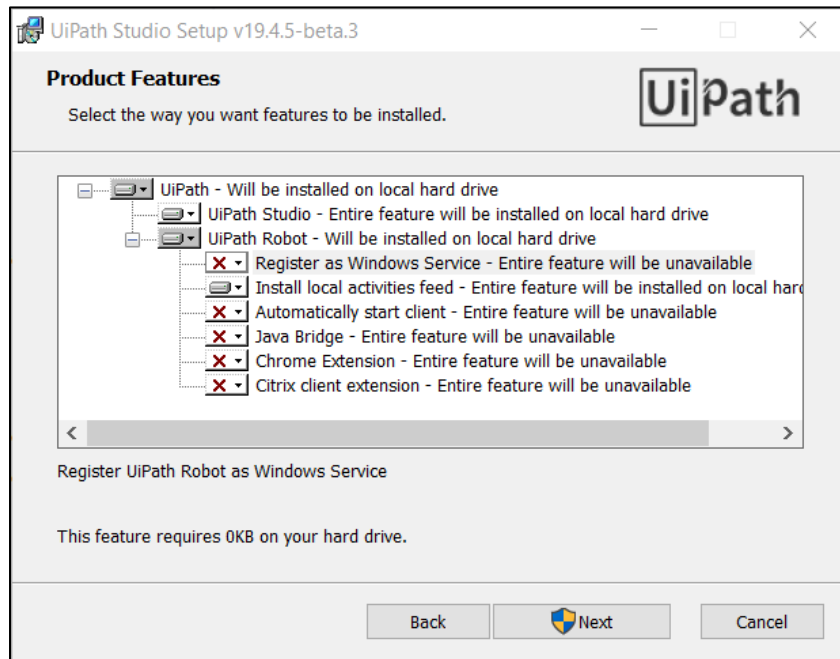 UiPath Studio Setup v19.4.5-beta.3
Product Features
Select the way you want features to be installed.
UiPath
UiPath - Will be installed on local hard drive
UiPath Studio - Entire feature will be installed on local hard drive
UiPath Robot - Will be installed on local hard drive
Register as Windows Service - Entire feature will be unavailable
Install local activities feed - Entire feature will be installed on local hard
Automatically start client - Entire feature will be unavailable
Java Bridge - Entire feature will be unavailable
Chrome Extension - Entire feature will be unavailable
Citrix client extension - Entire feature will be unavailable
Register UiPath Robot as Windows Service
This feature requires 0KB on your hard drive.
Back Next Cancel